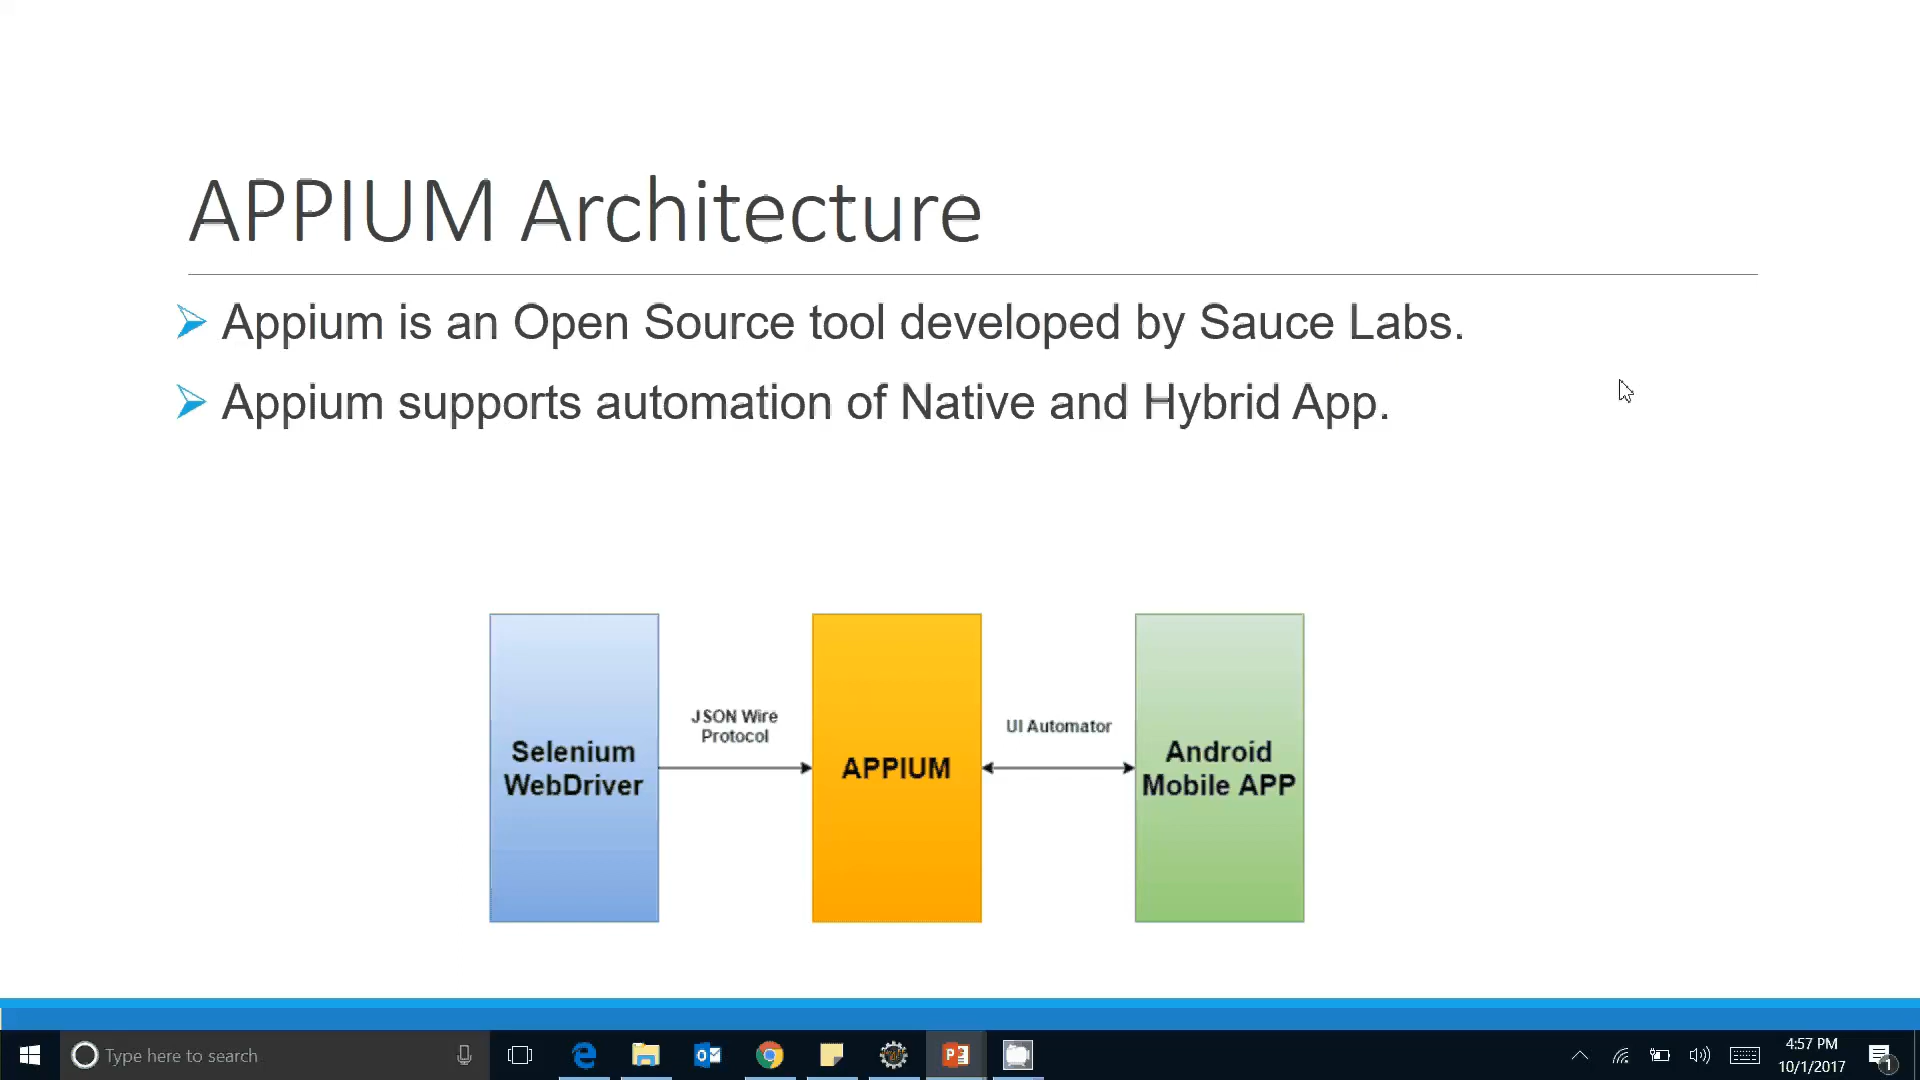 APPIUM Architecture
Appium is an Open Source tool developed by Sauce Labs.
Appium supports automation of Native and Hybrid App.
Selenium
WebDriver
JSON Wire
Protocol
APPIUM
UI Automator
Android
Mobile APP
Type here to search
4:57 PM
10/1/2017
1